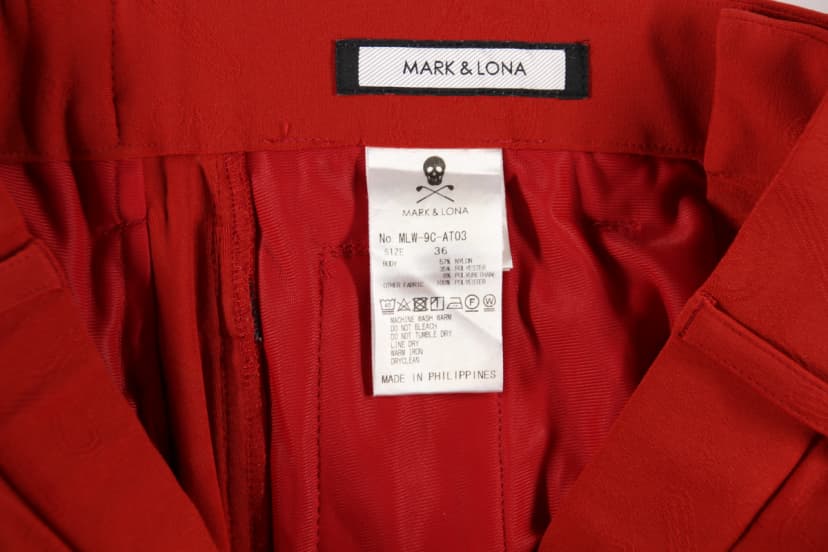 MARK & LONA
MARK & LONA
No. MLW-9C-AT03
SIZE 36
BODY 57% NYLON
35% POLYESTER
8% POLYURETHANE
OTHER FABRIC 100% POLYESTER
MACHINE WASH WARM
DO NOT BLEACH
DO NOT TUMBLE DRY
LINE DRY
WARM IRON
DRYCLEAN
MADE IN PHILIPPINES